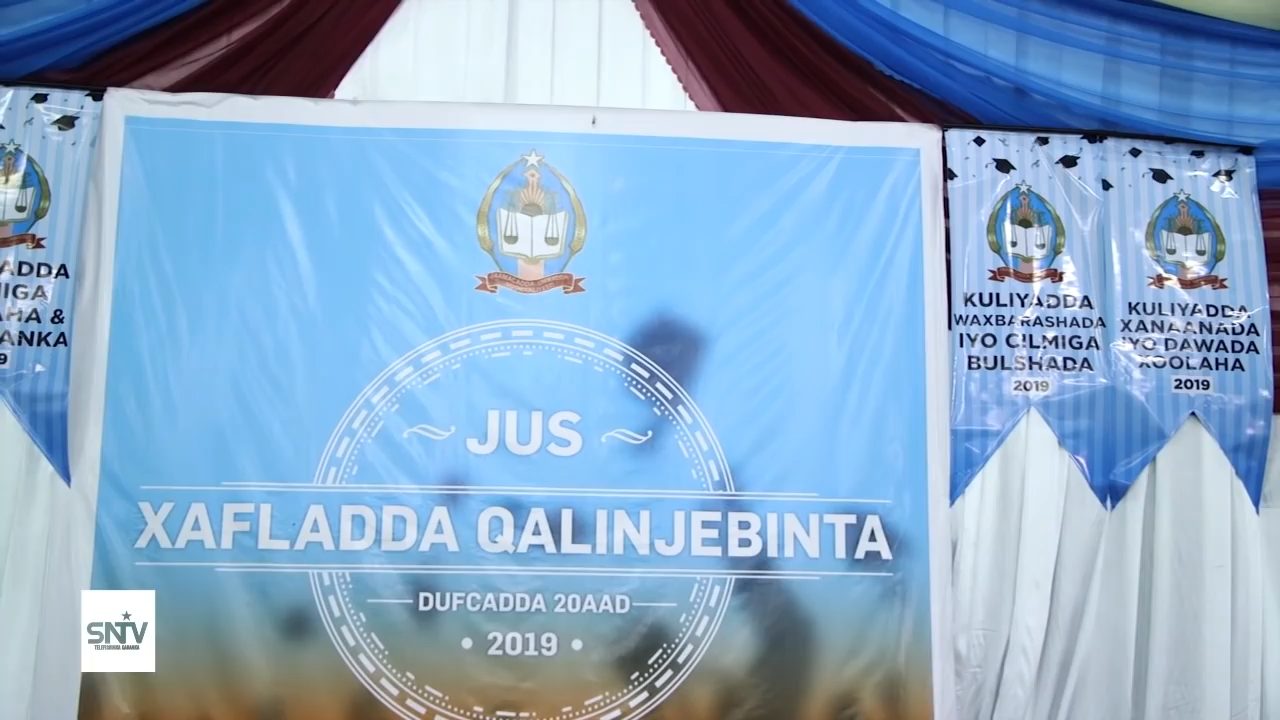 JUS
XAFLADDA QALINJEBINTA
DUFCADDA 20AAD
• 2019 •
ADDA
IGA
AHA &
ANKA
9
KULIYADDA
WAXBARASHADA
IYO CILMIGA
BULSHADA
2019
KULIYADDA
XANAANADA
IYO DAWADA
XOOLAHA
2019
SNTV